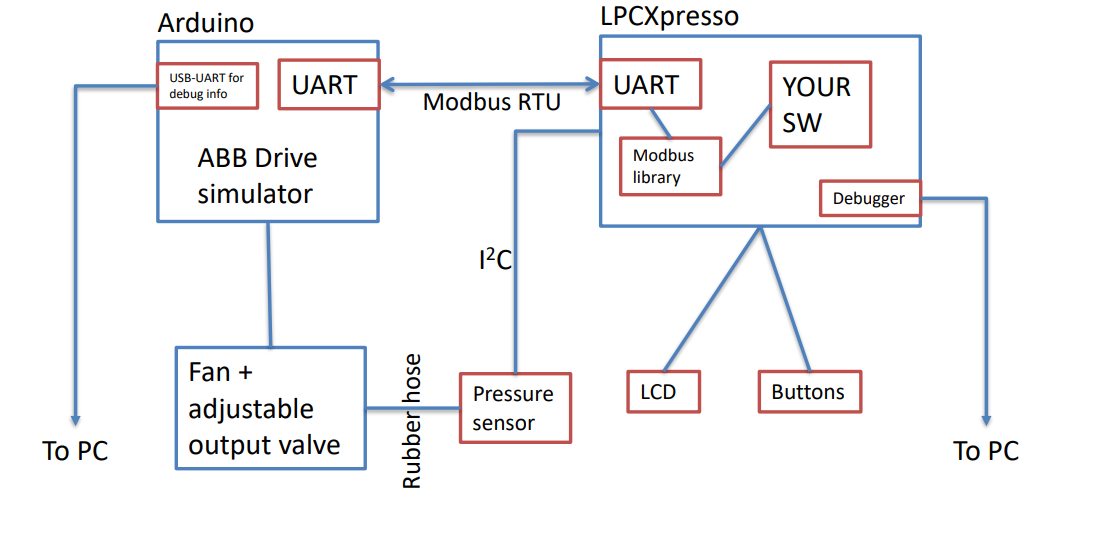 Arduino
LPCXpresso
USB-UART for
debug info
UART
Modbus RTU
UART
YOUR
SW
Modbus
library
ABB Drive
simulator
Debugger
I²C
Fan +
adjustable
output valve
Rubber hose
Pressure
sensor
LCD
Buttons
To PC
To PC